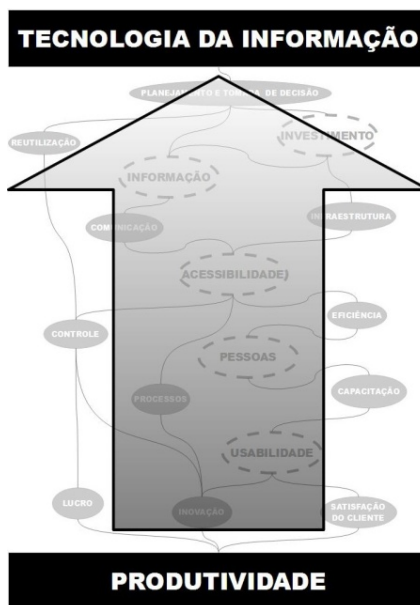 TECNOLOGIA DA INFORMAÇÃO
PLANEJAMENTO E TOMADA DE DECISÃO
INVESTIMENTO
REUTILIZAÇÃO
INFORMAÇÃO
INFRAESTRUTURA
COMUNICAÇÃO
ACESSIBILIDADE)
EFICIÊNCIA
CONTROLE
PESSOAS
CAPACITAÇÃO
PROCESSOS
USABILIDADE
LUCRO
INOVAÇÃO
SATISFAÇÃO
DO CLIENTE
PRODUTIVIDADE